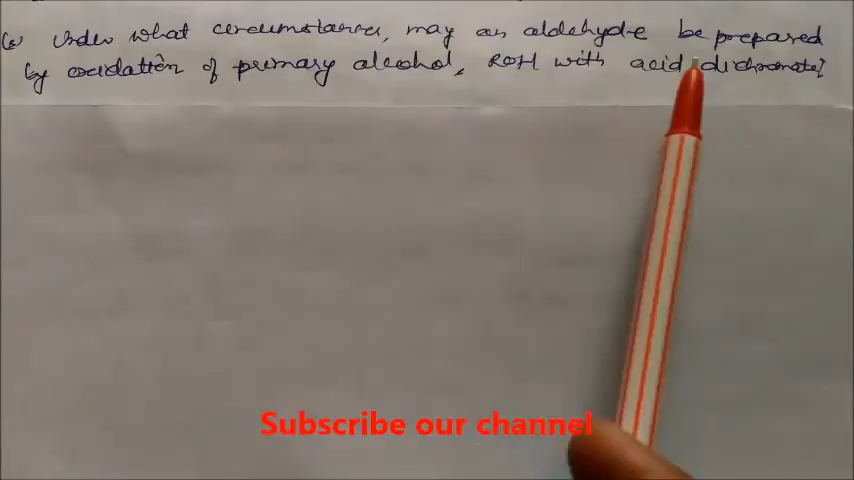 (a) Under what circumstances, may an aldehyde be prepared
by oxidation of primary alcohol, ROH with acid dichromate?
Subscribe our channel